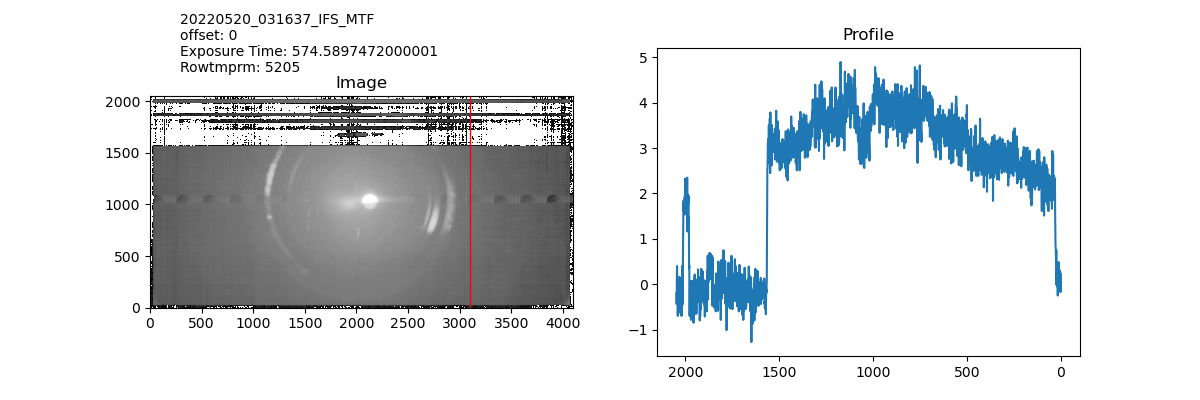 20220520_031637_IFS_MTF
offset: 0
Exposure Time: 574.5897472000001
Rowtmprm: 5205
Image
2000
1500
1000
500
0
0 500 1000 1500 2000 2500 3000 3500 4000
Profile
5
4
3
2
1
0
−1
2000 1500 1000 500 0